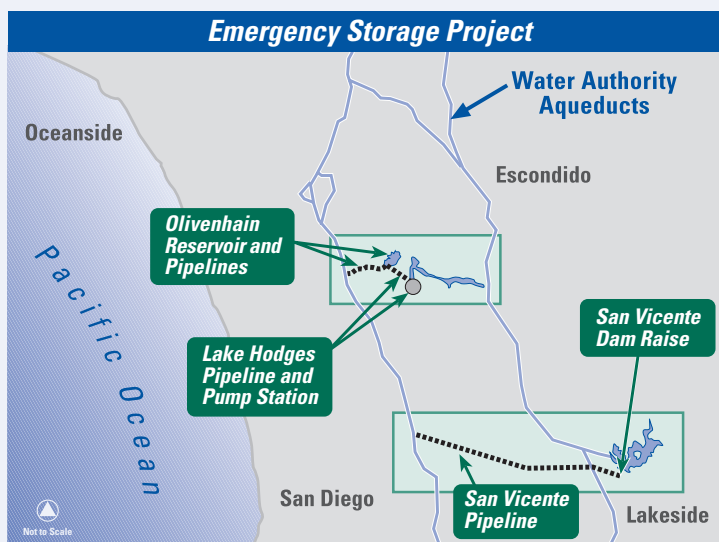 Emergency Storage Project
Water Authority
Aqueducts
Oceanside
Escondido
Olivenhain
Reservoir and
Pipelines
Pacific Ocean
San Vicente
Dam Raise
Lake Hodges
Pipeline and
Pump Station
San Diego
San Vicente
Pipeline
Lakeside
Not to Scale